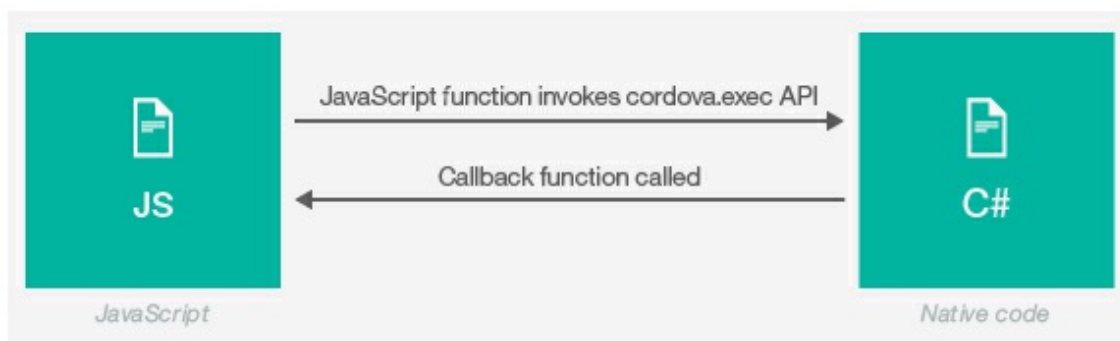 JavaScript function invokes cordova.exec API
Callback function called
JS
C#
JavaScript
Native code